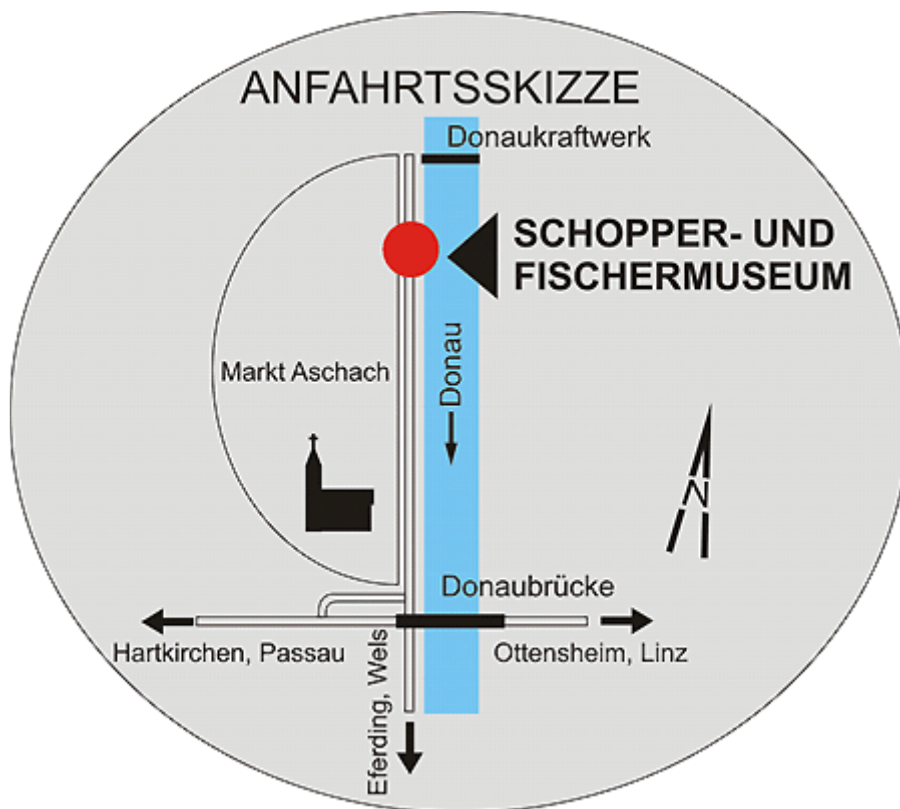 ANFAHRTSSKIZZE
Donaukraftwerk
SCHOPPER- UND
FISCHERMUSEUM
Donau
Markt Aschach
N
Donaubrücke
Hartkirchen, Passau
Ottensheim, Linz
Eferding, Wels